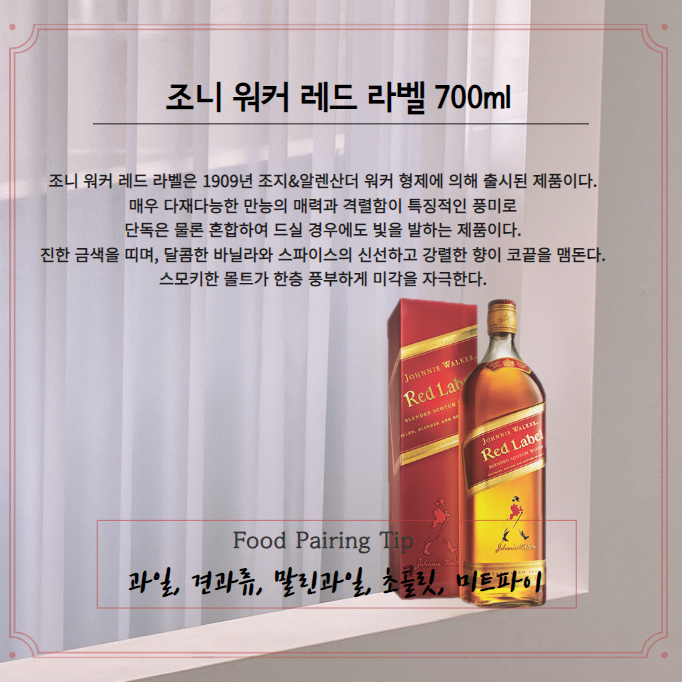 조니 워커 레드 라벨 700ml
조니 워커 레드 라벨은 1909년 조지&알렌산더 워커 형제에 의해 출시된 제품이다.
매우 다재다능한 만능의 매력과 격렬함이 특징적인 풍미로
단독은 물론 혼합하여 드실 경우에도 빛을 발하는 제품이다.
진한 금색을 띠며, 달콤한 바닐라와 스파이스의 신선하고 강렬한 향이 코끝을 맴돈다.
스모키한 몰트가 한층 풍부하게 미각을 자극한다.
JOHNNIE WALKER
Red Lab
BLENDED SCOTCH
JOHNNIE WALKER
Red Label
BLENDED SCOTCH WHISKY
Johnnie Walker
Food Pairing Tip
과일, 견과류, 말린과일, 초콜릿, 미트파이